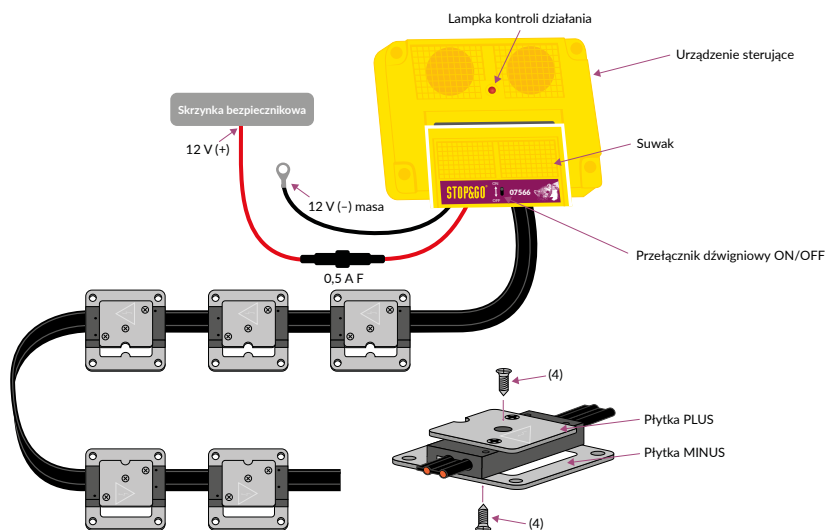 Lampka kontroli działania
Urządzenie sterujące
Skrzynka bezpiecznikowa
12 V (+)
Suwak
12 V (–) masa
STOP&GO®
ON
OFF
07566
Przełącznik dźwigniowy ON/OFF
0,5 A F
(4)
Płytka PLUS
Płytka MINUS
(4)